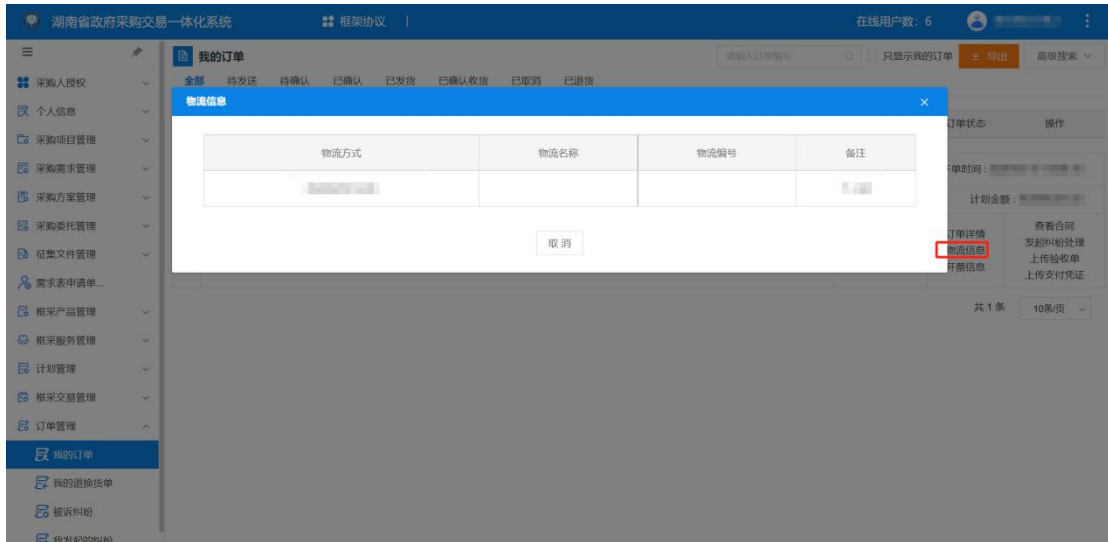 湖南省政府采购交易一体化系统 框架协议 在线用户数：6
我的订单 请输入订单编号 只显示我的订单 导出 高级搜索
全部 待发送 待确认 已确认 已发货 已确认收货 已取消 已退货
物流信息
物流方式 物流名称 物流编号 备注
取 消
订单状态 操作
单时间：
计划金额：
订单详情 查看合同
物流信息 发起纠纷处理
开票信息 上传验收单
上传支付凭证
共 1 条 10条/页
采购人授权
个人信息
采购项目管理
采购需求管理
采购方案管理
采购委托管理
征集文件管理
需求表申请单...
框采产品管理
框采服务管理
计划管理
框采交易管理
订单管理
我的订单
我的退换货单
被诉纠纷
我发起的纠纷